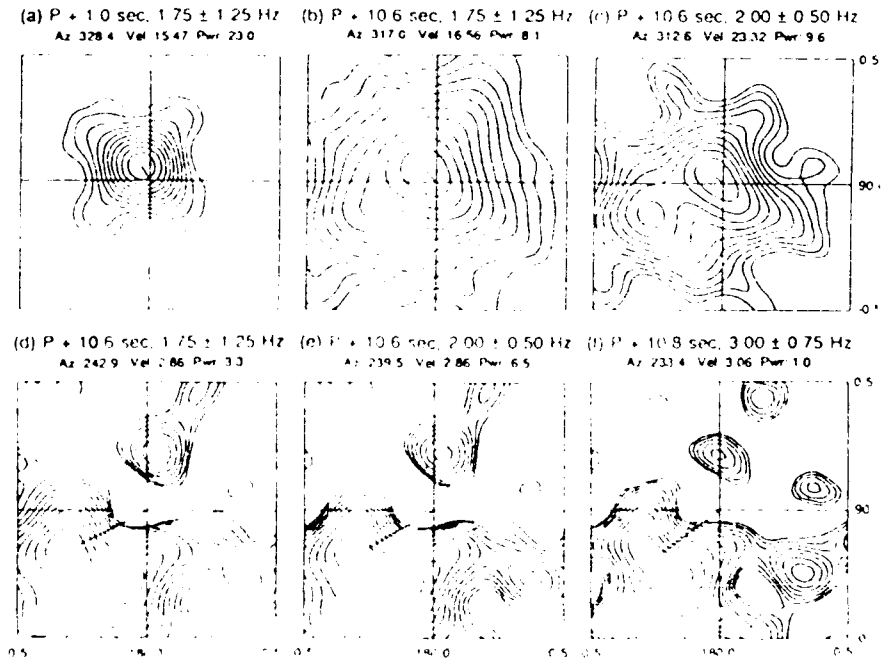 (a) P + 1.0 sec, 1.75 ± 1.25 Hz
Az 328.4 Vel 15.47 Pwr 23.0
(b) P + 10.6 sec, 1.75 ± 1.25 Hz
Az 317.0 Vel 16.56 Pwr 8.1
(c) P + 10.6 sec, 2.00 ± 0.50 Hz
Az 312.6 Vel 23.32 Pwr 9.6
0.5
90.
(d) P + 10.6 sec, 1.75 ± 1.25 Hz
Az 242.9 Vel 2.86 Pwr 3.3
(e) P + 10.6 sec, 2.00 ± 0.50 Hz
Az 239.5 Vel 2.86 Pwr 6.5
(f) P + 10.8 sec, 3.00 ± 0.75 Hz
Az 233.4 Vel 3.06 Pwr 1.0
0.5
90
0.5
0.5
180.0
0.5
180.0
0.5